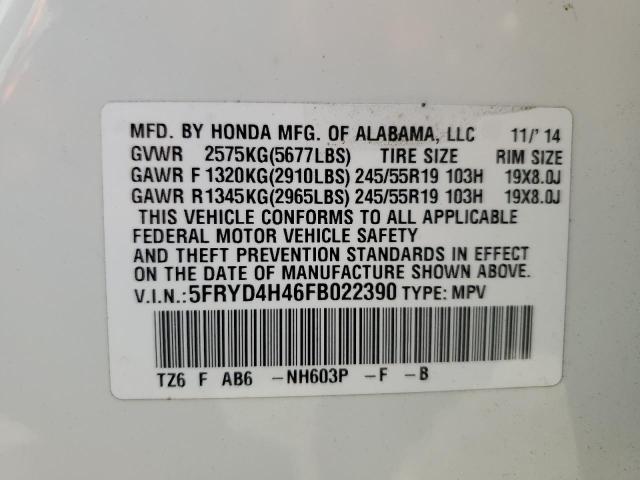 MFD. BY HONDA MFG. OF ALABAMA, LLC 11/'14
GVWR 2575KG(5677LBS) TIRE SIZE RIM SIZE
GAWR F 1320KG(2910LBS) 245/55R19 103H 19X8.0J
GAWR R 1345KG(2965LBS) 245/55R19 103H 19X8.0J
THIS VEHICLE CONFORMS TO ALL APPLICABLE
FEDERAL MOTOR VEHICLE SAFETY
AND THEFT PREVENTION STANDARDS IN EFFECT
ON THE DATE OF MANUFACTURE SHOWN ABOVE.
V.I.N.:5FRYD4H46FB022390 TYPE: MPV
TZ6 F AB6 -NH603P -F -B